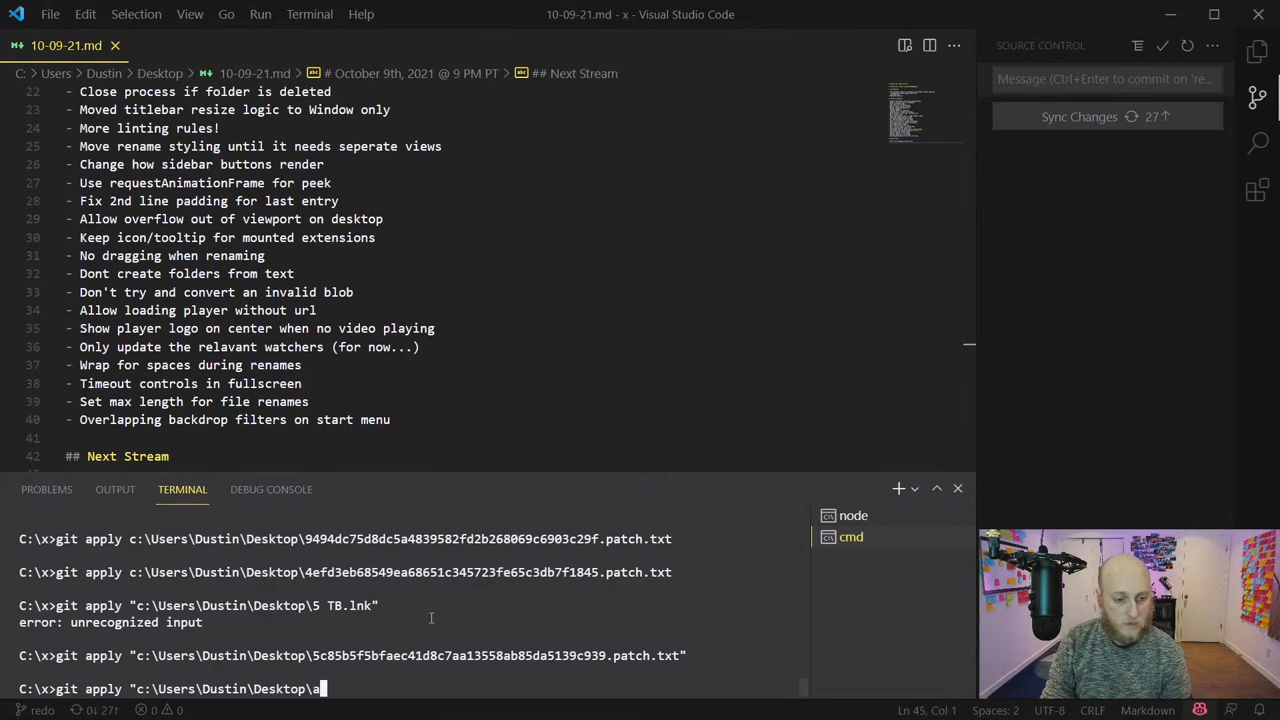 File Edit Selection View Go Run Terminal Help 10-09-21.md - x - Visual Studio Code
10-09-21.md
C: > Users > Dustin > Desktop > 10-09-21.md > # October 9th, 2021 @ 9 PM PT > ## Next Stream
22 - Close process if folder is deleted
23 - Moved titlebar resize logic to Window only
24 - More linting rules!
25 - Move rename styling until it needs seperate views
26 - Change how sidebar buttons render
27 - Use requestAnimationFrame for peek
28 - Fix 2nd line padding for last entry
29 - Allow overflow out of viewport on desktop
30 - Keep icon/tooltip for mounted extensions
31 - No dragging when renaming
32 - Dont create folders from text
33 - Don't try and convert an invalid blob
34 - Allow loading player without url
35 - Show player logo on center when no video playing
36 - Only update the relavant watchers (for now...)
37 - Wrap for spaces during renames
38 - Timeout controls in fullscreen
39 - Set max length for file renames
40 - Overlapping backdrop filters on start menu
41
42 ## Next Stream
SOURCE CONTROL
Message (Ctrl+Enter to commit on 're...
Sync Changes 27↑
PROBLEMS OUTPUT TERMINAL DEBUG CONSOLE
node
cmd
C:\x>git apply c:\Users\Dustin\Desktop\9494dc75d8dc5a4839582fd2b268069c6903c29f.patch.txt
C:\x>git apply c:\Users\Dustin\Desktop\4efd3eb68549ea68651c345723fe65c3db7f1845.patch.txt
C:\x>git apply "c:\Users\Dustin\Desktop\5 TB.lnk"
error: unrecognized input
C:\x>git apply "c:\Users\Dustin\Desktop\5c85b5f5bfaec41d8c7aa13558ab85da5139c939.patch.txt"
C:\x>git apply "c:\Users\Dustin\Desktop\a
redo 0↓ 27↑ 0 0 Ln 45, Col 1 Spaces: 2 UTF-8 CRLF Markdown